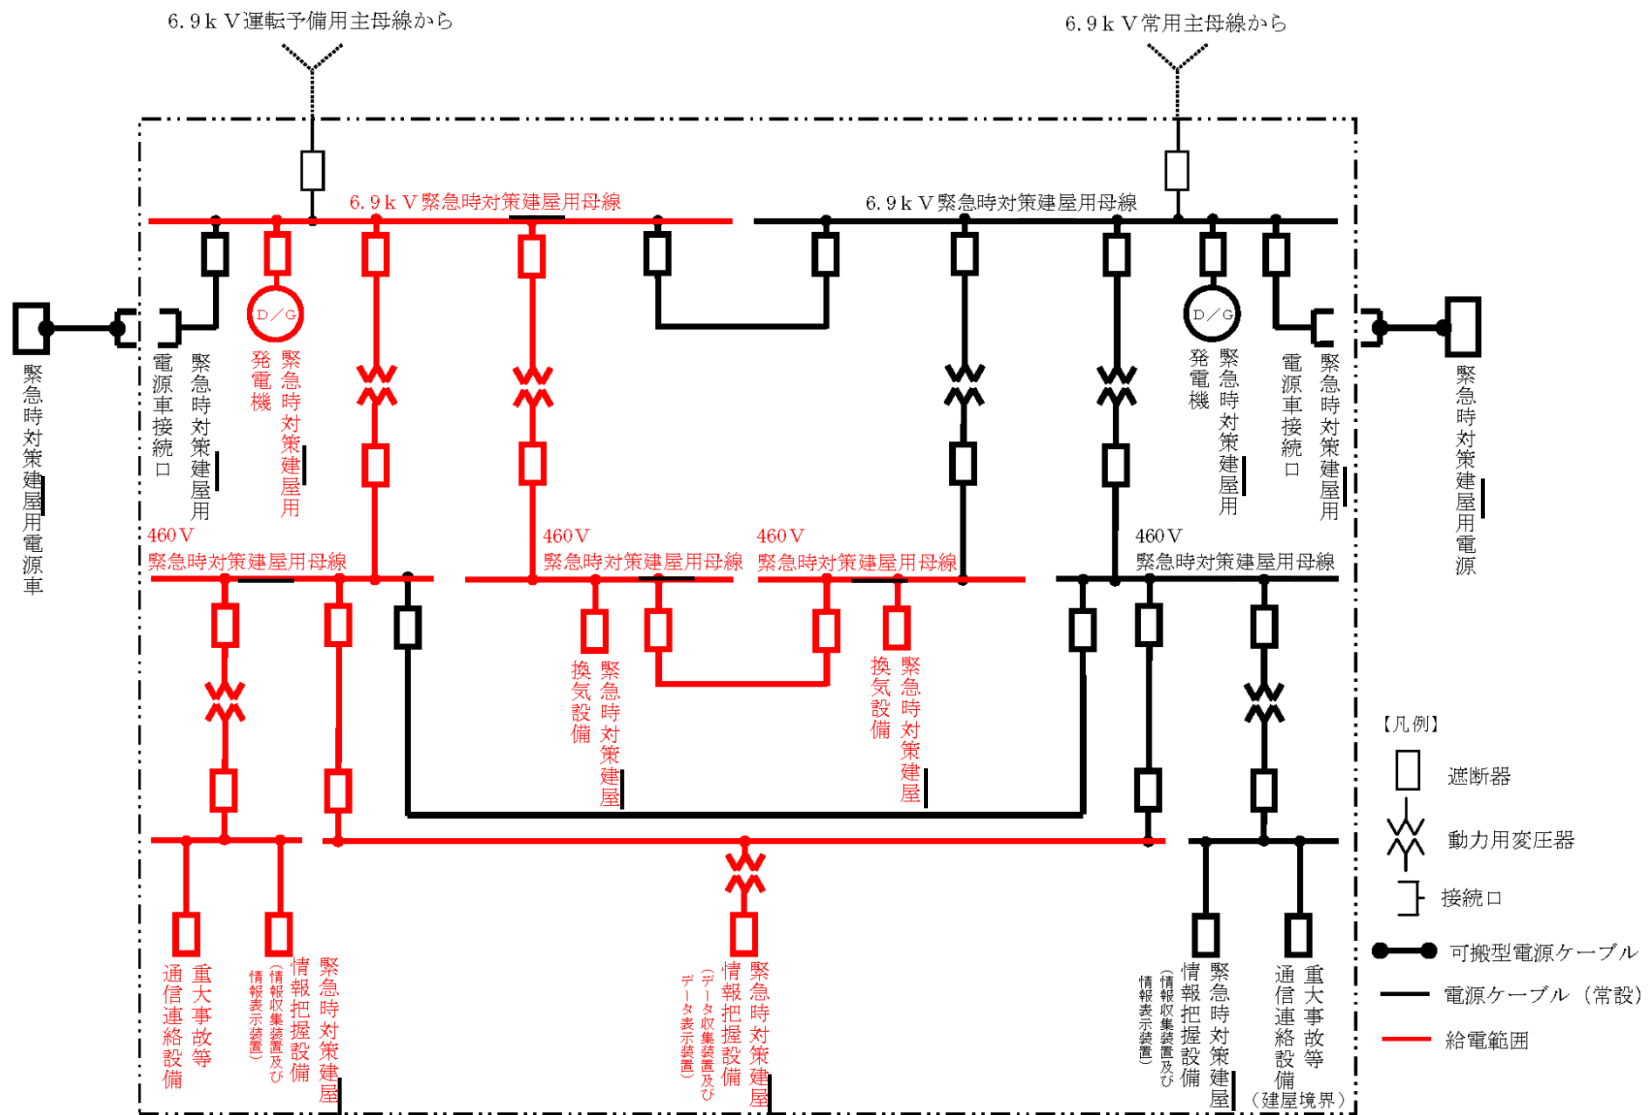 6.9kV運転予備用主母線から
6.9kV常用主母線から
6.9kV緊急時対策建屋用母線
6.9kV緊急時対策建屋用母線
D/G
D/G
緊急時対策建屋用電源車
緊急時対策建屋用
電源車接続口
緊急時対策建屋用
発電機
緊急時対策建屋用
発電機
緊急時対策建屋用
電源車接続口
緊急時対策建屋用電源
460V
緊急時対策建屋用母線
460V
緊急時対策建屋用母線
460V
緊急時対策建屋用母線
460V
緊急時対策建屋用母線
緊急時対策建屋
換気設備
緊急時対策建屋
換気設備
重大事故等
通信連絡設備
緊急時対策建屋
情報把握設備
(情報収集装置及び
情報表示装置)
緊急時対策建屋
情報把握設備
(データ収集装置及び
データ表示装置)
緊急時対策建屋
情報把握設備
(情報収集装置及び
情報表示装置)
重大事故等
通信連絡設備
(建屋境界)
【凡例】
遮断器
動力用変圧器
接続口
可搬型電源ケーブル
電源ケーブル(常設)
給電範囲